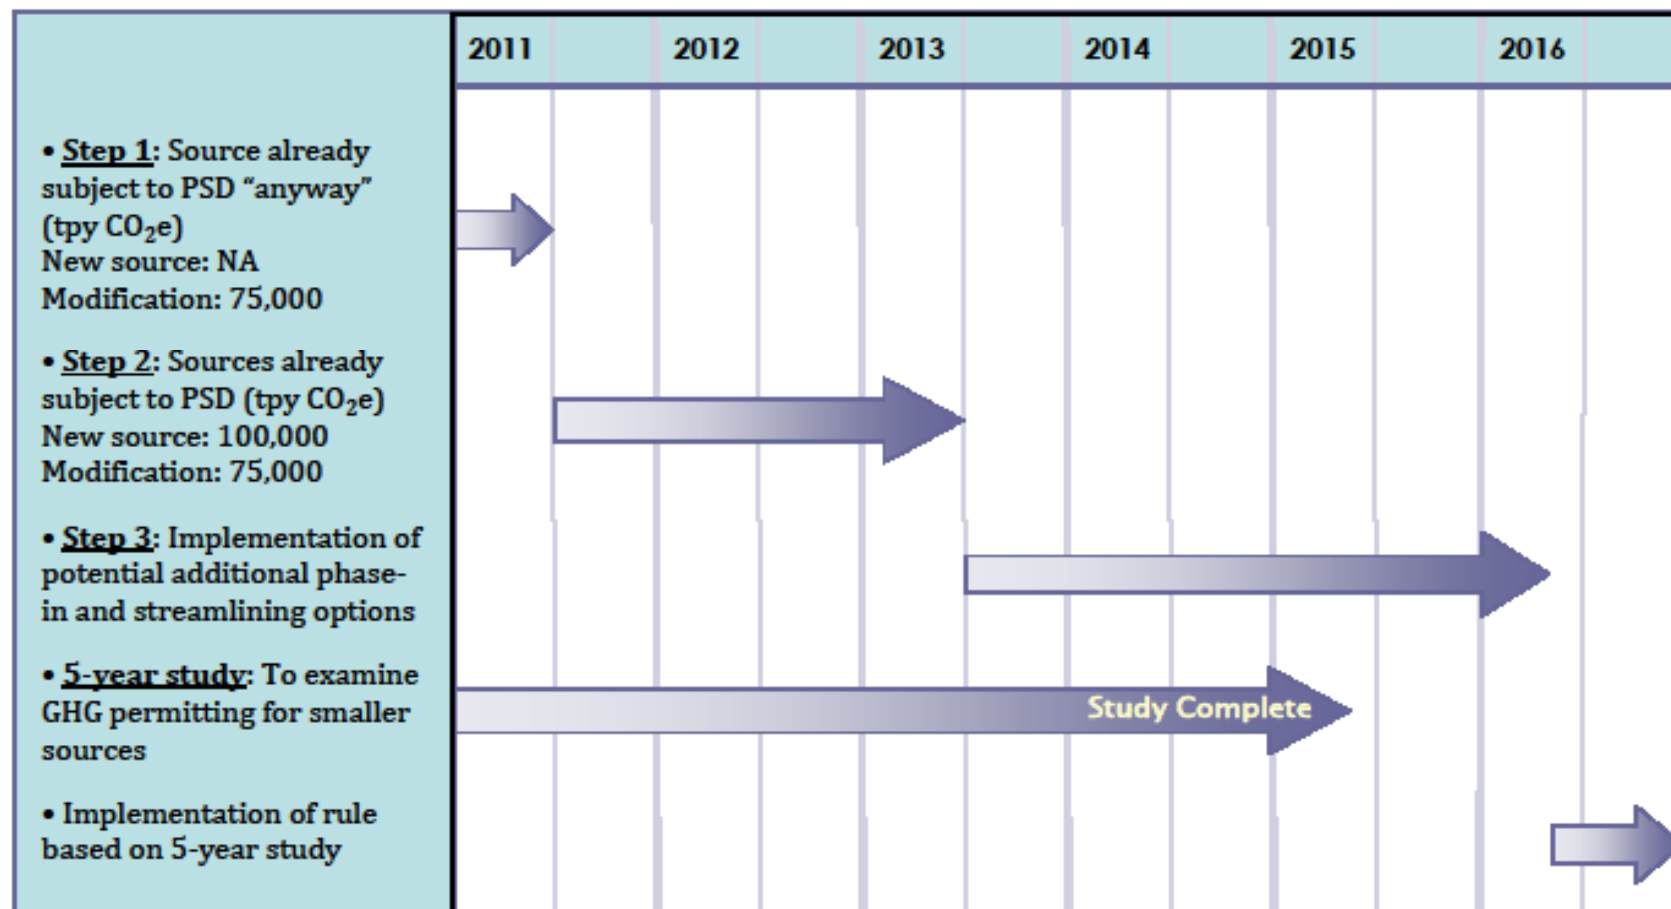 2011 2012 2013 2014 2015 2016
• Step 1: Source already
subject to PSD “anyway”
(tpy CO₂e)
New source: NA
Modification: 75,000
• Step 2: Sources already
subject to PSD (tpy CO₂e)
New source: 100,000
Modification: 75,000
• Step 3: Implementation of
potential additional phase-
in and streamlining options
• 5-year study: To examine
GHG permitting for smaller
sources
Study Complete
• Implementation of rule
based on 5-year study